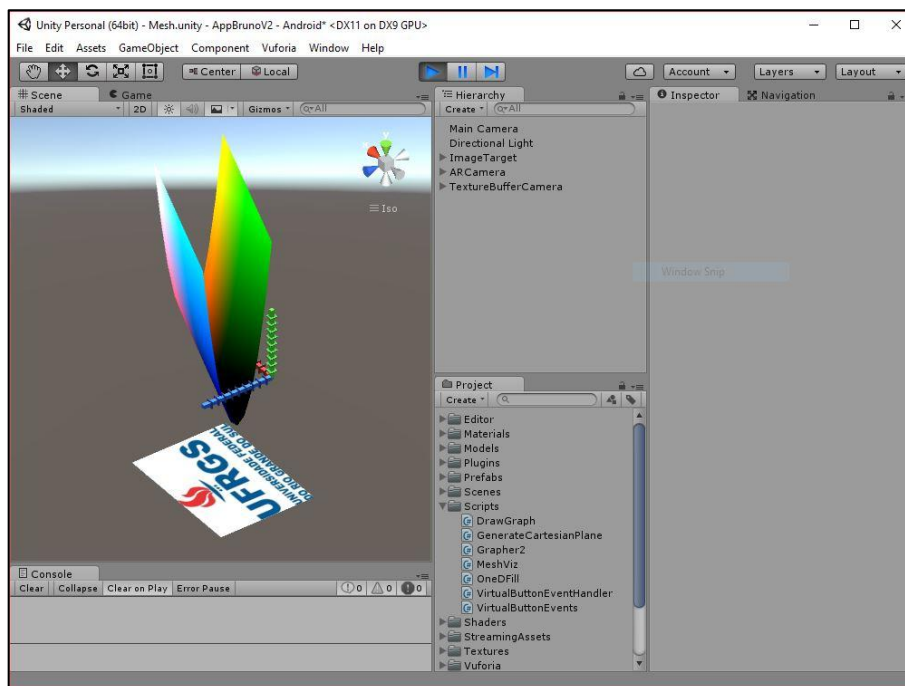 Unity Personal (64bit) - Mesh.unity - AppBrunoV2 - Android* <DX11 on DX9 GPU>
File Edit Assets GameObject Component Vuforia Window Help
Center Local Account Layers Layout
Scene Game
Shaded 2D Gizmos All
y
Iso
UFRGS
UNIVERSIDADE FEDERAL
DO RIO GRANDE DO SUL
Hierarchy
Create All
Main Camera
Directional Light
ImageTarget
ARCamera
TextureBufferCamera
Inspector Navigation
Window Snip
Project
Create
Editor
Materials
Models
Plugins
Prefabs
Scenes
Scripts
DrawGraph
GenerateCartesianPlane
Grapher2
MeshViz
OneDFill
VirtualButtonEventHandler
VirtualButtonEvents
Shaders
StreamingAssets
Textures
Vuforia
Console
Clear Collapse Clear on Play Error Pause 0 0 0